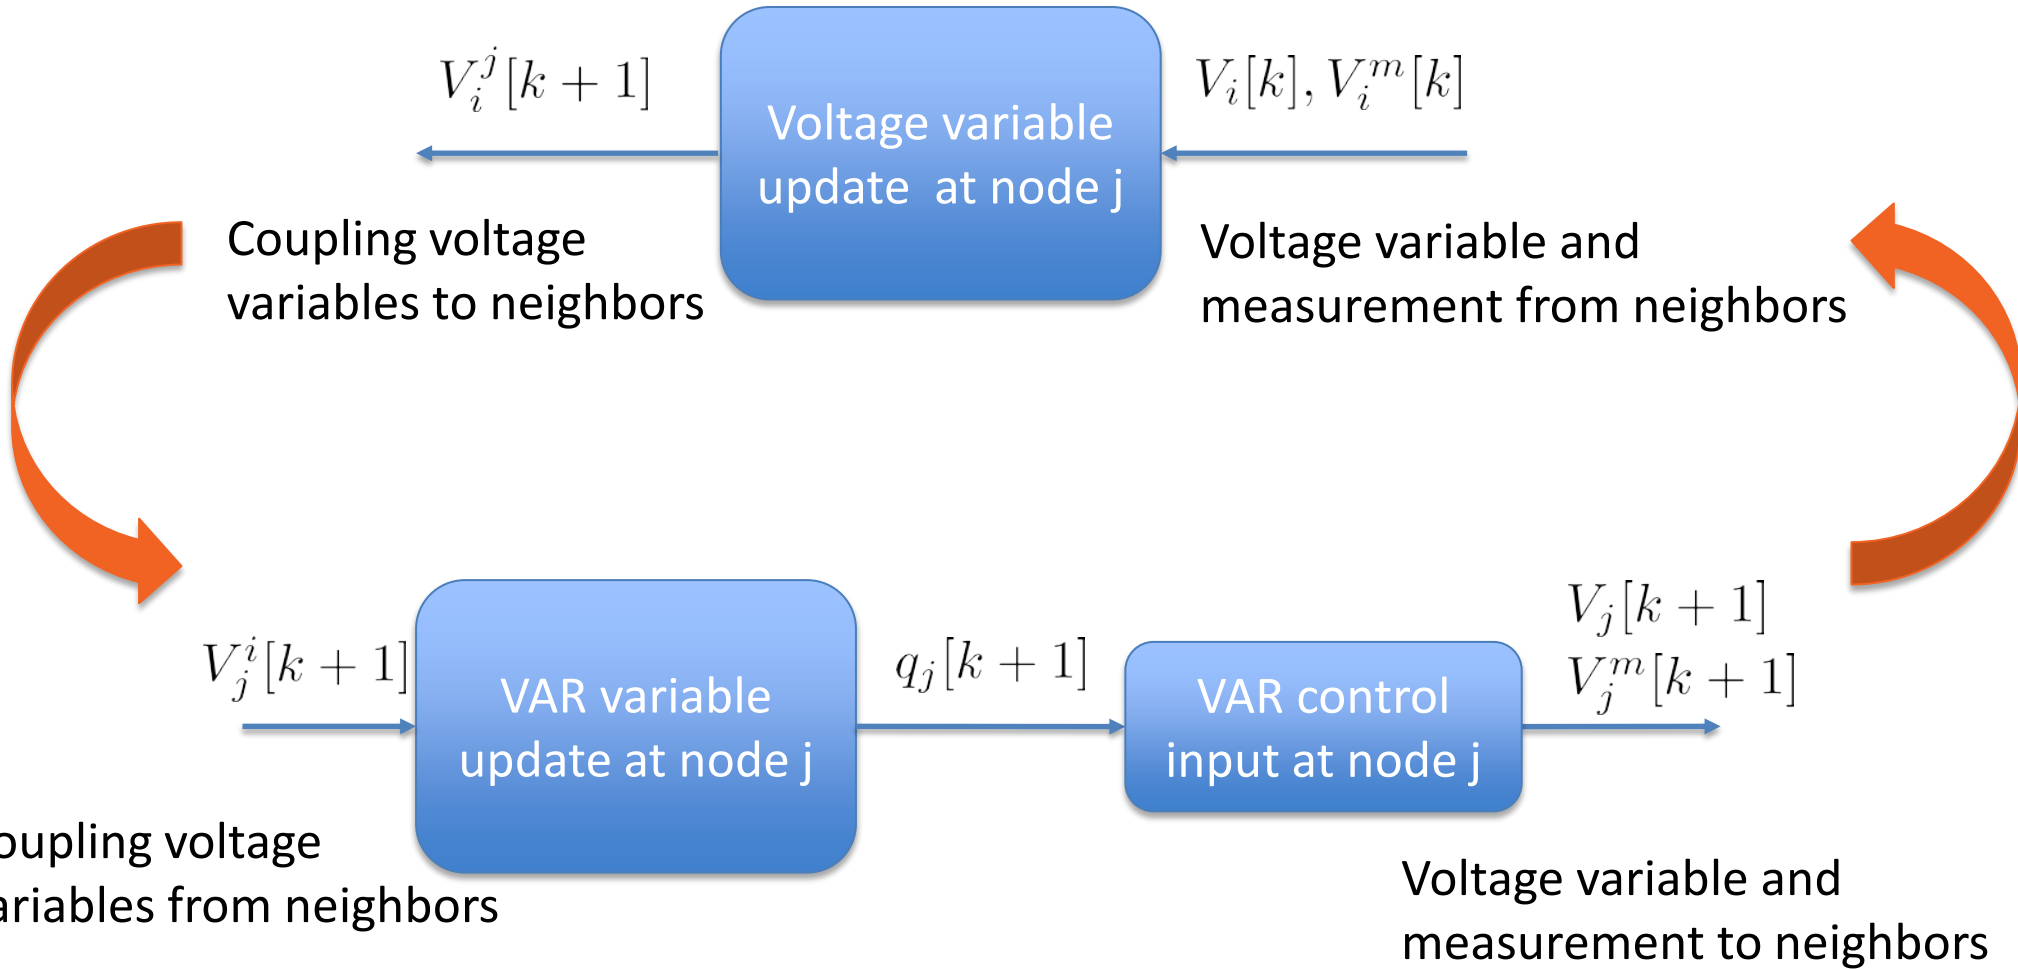 V_i^j[k + 1]
Voltage variable
update at node j
V_i[k], V_i^m[k]
Coupling voltage
variables to neighbors
Voltage variable and
measurement from neighbors
V_j^i[k + 1]
VAR variable
update at node j
q_j[k + 1]
VAR control
input at node j
V_j[k + 1]
V_j^m[k + 1]
oupling voltage
ariables from neighbors
Voltage variable and
measurement to neighbors